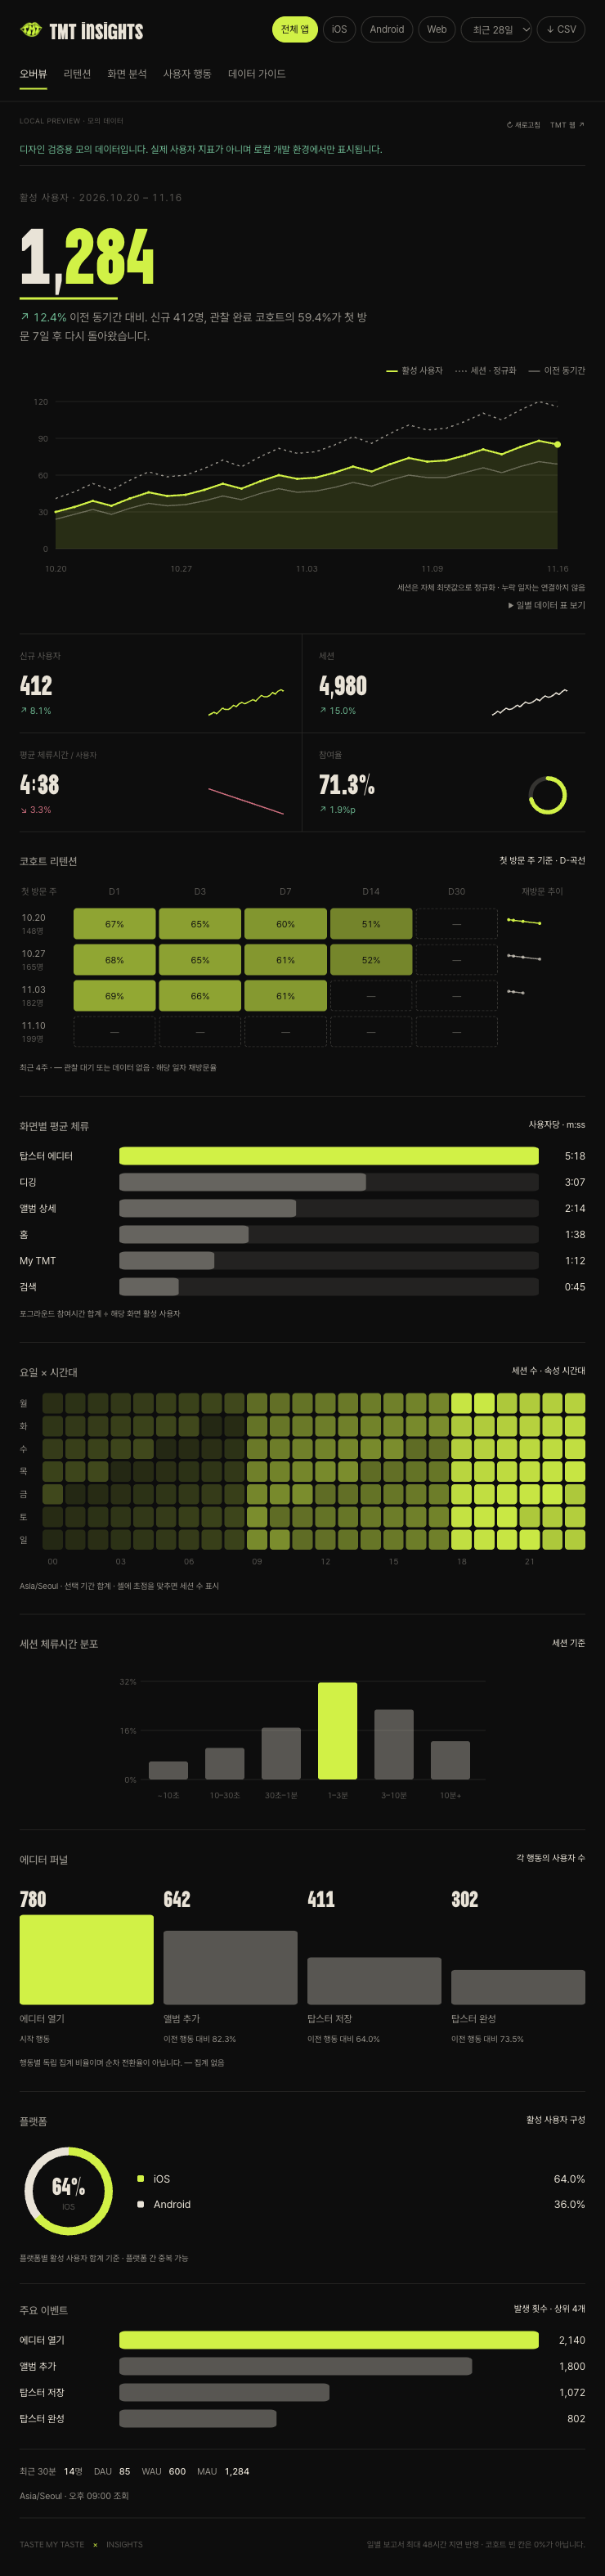 TMT INSIGHTS
전체 앱 iOS Android Web 최근 28일 ↓ CSV
오버뷰 리텐션 화면 분석 사용자 행동 데이터 가이드
LOCAL PREVIEW · 모의 데이터
↻ 새로고침 TMT 웹 ↗
디자인 검증용 모의 데이터입니다. 실제 사용자 지표가 아니며 로컬 개발 환경에서만 표시됩니다.
활성 사용자 · 2026.10.20 – 11.16
1,284
↗ 12.4% 이전 동기간 대비. 신규 412명, 관찰 완료 코호트의 59.4%가 첫 방
문 7일 후 다시 돌아왔습니다.
활성 사용자 세션 · 정규화 이전 동기간
120
90
60
30
0
10.20 10.27 11.03 11.09 11.16
세션은 자체 최댓값으로 정규화 · 누락 일자는 연결하지 않음
▶ 일별 데이터 표 보기
신규 사용자
412
↗ 8.1%
세션
4,980
↗ 15.0%
평균 체류시간 / 사용자
4:38
↘ 3.3%
참여율
71.3%
↗ 1.9%p
코호트 리텐션 첫 방문 주 기준 · D-곡선
첫 방문 주 D1 D3 D7 D14 D30 재방문 추이
10.20
148명
67% 65% 60% 51% —
10.27
165명
68% 65% 61% 52% —
11.03
182명
69% 66% 61% — —
11.10
199명
— — — — —
최근 4주 · — 관찰 대기 또는 데이터 없음 · 해당 일자 재방문율
화면별 평균 체류 사용자당 · m:ss
탑스터 에디터 5:18
디깅 3:07
앨범 상세 2:14
홈 1:38
My TMT 1:12
검색 0:45
포그라운드 참여시간 합계 ÷ 해당 화면 활성 사용자
요일 × 시간대 세션 수 · 속성 시간대
월
화
수
목
금
토
일
00 03 06 09 12 15 18 21
Asia/Seoul · 선택 기간 합계 · 셀에 초점을 맞추면 세션 수 표시
세션 체류시간 분포 세션 기준
32%
16%
0%
~10초 10–30초 30초–1분 1–3분 3–10분 10분+
에디터 퍼널 각 행동의 사용자 수
780 642 411 302
에디터 열기 앨범 추가 탑스터 저장 탑스터 완성
시작 행동 이전 행동 대비 82.3% 이전 행동 대비 64.0% 이전 행동 대비 73.5%
행동별 독립 집계 비율이며 순차 전환율이 아닙니다. — 집계 없음
플랫폼 활성 사용자 구성
64%
IOS
iOS 64.0%
Android 36.0%
플랫폼별 활성 사용자 합계 기준 · 플랫폼 간 중복 가능
주요 이벤트 발생 횟수 · 상위 4개
에디터 열기 2,140
앨범 추가 1,800
탑스터 저장 1,072
탑스터 완성 802
최근 30분 14명 DAU 85 WAU 600 MAU 1,284
Asia/Seoul · 오후 09:00 조회
TASTE MY TASTE × INSIGHTS
일별 보고서 최대 48시간 지연 반영 · 코호트 빈 칸은 0%가 아닙니다.